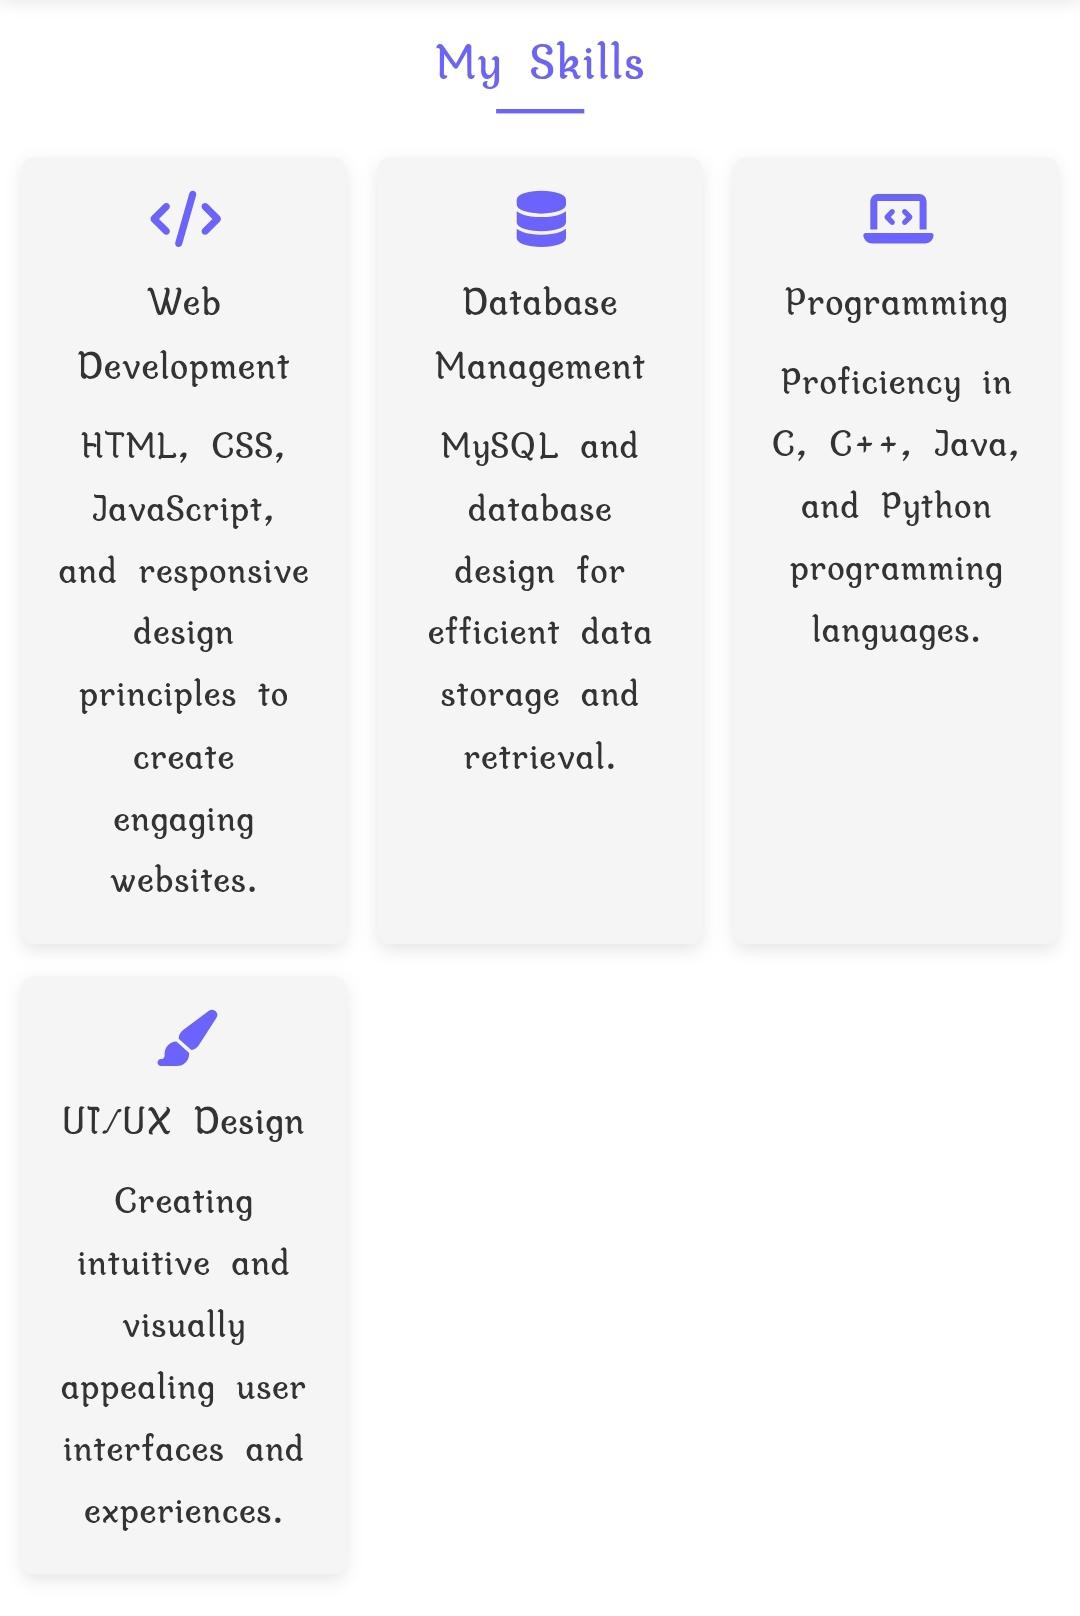 My Skills
Web
Development
HTML, CSS,
JavaScript,
and responsive
design
principles to
create
engaging
websites.
Database
Management
MySQL and
database
design for
efficient data
storage and
retrieval.
Programming
Proficiency in
C, C++, Java,
and Python
programming
languages.
UI/UX Design
Creating
intuitive and
visually
appealing user
interfaces and
experiences.